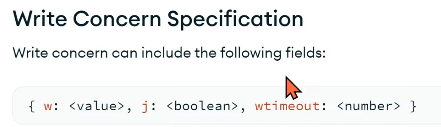 Write Concern Specification
Write concern can include the following fields:
{ w: <value>, j: <boolean>, wtimeout: <number> }